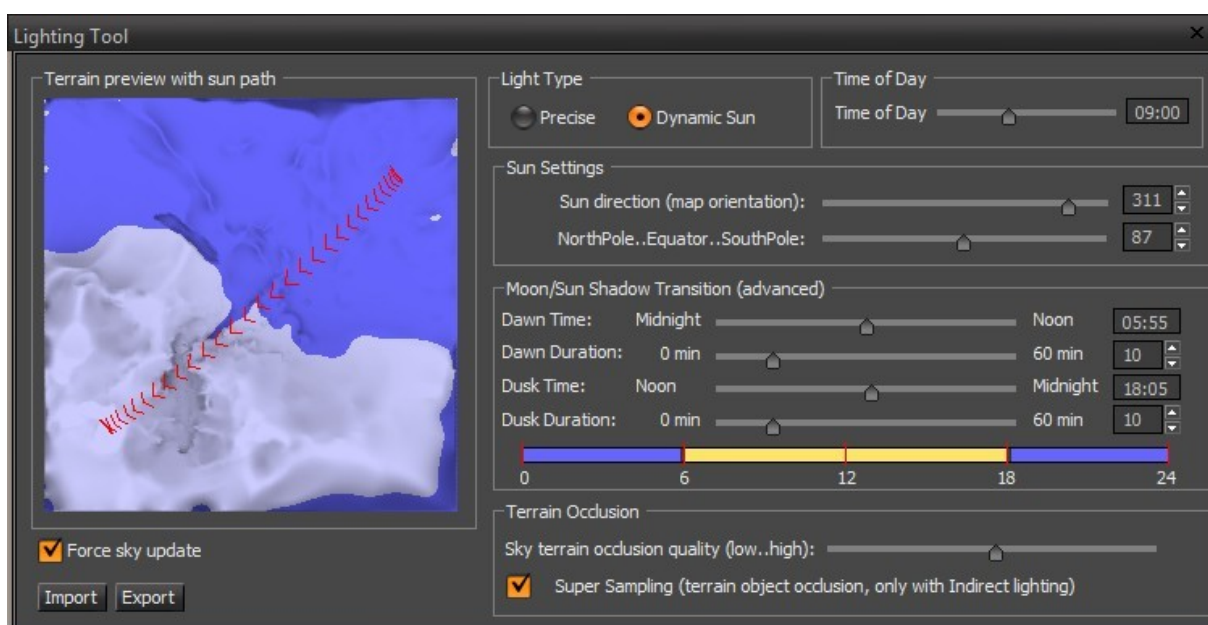 Lighting Tool
Terrain preview with sun path
Force sky update
Import Export
Light Type
Precise Dynamic Sun
Time of Day
Time of Day 09:00
Sun Settings
Sun direction (map orientation): 311
NorthPole..Equator..SouthPole: 87
Moon/Sun Shadow Transition (advanced)
Dawn Time: Midnight Noon 05:55
Dawn Duration: 0 min 60 min 10
Dusk Time: Noon Midnight 18:05
Dusk Duration: 0 min 60 min 10
0 6 12 18 24
Terrain Occlusion
Sky terrain occlusion quality (low..high):
Super Sampling (terrain object occlusion, only with Indirect lighting)